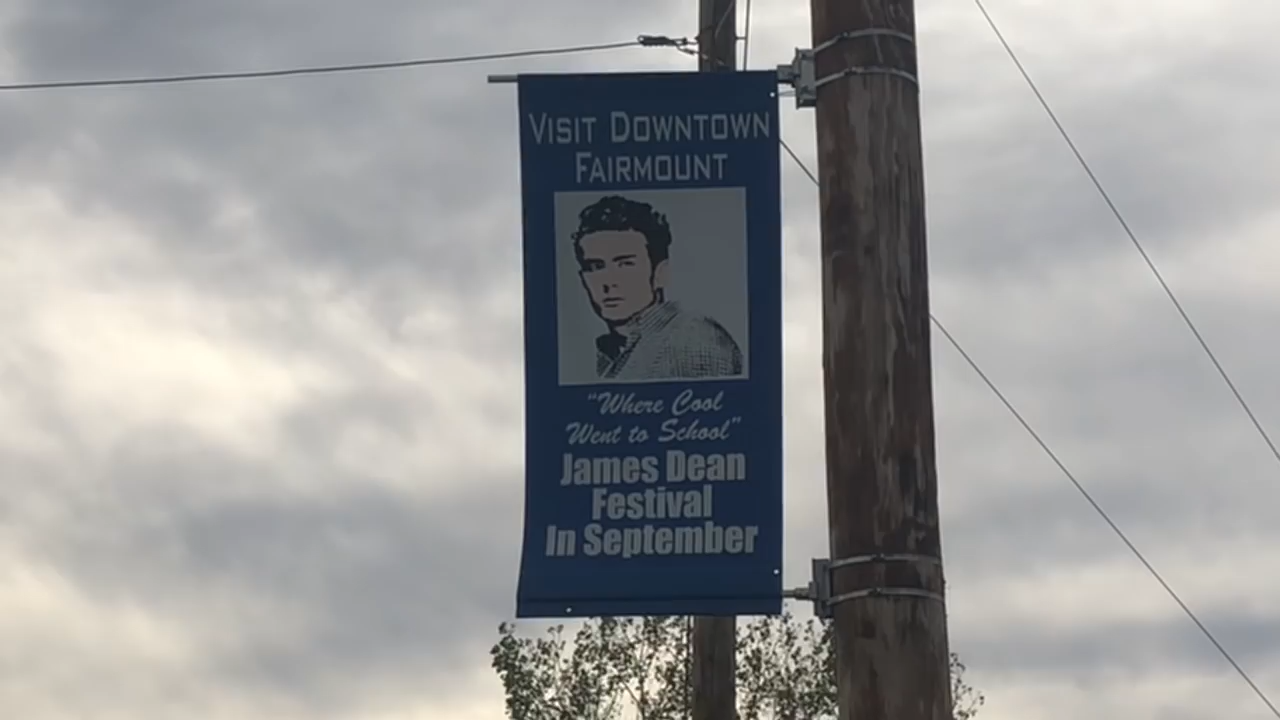 Visit Downtown
Fairmount
"Where Cool
Went to School"
James Dean
Festival
In September